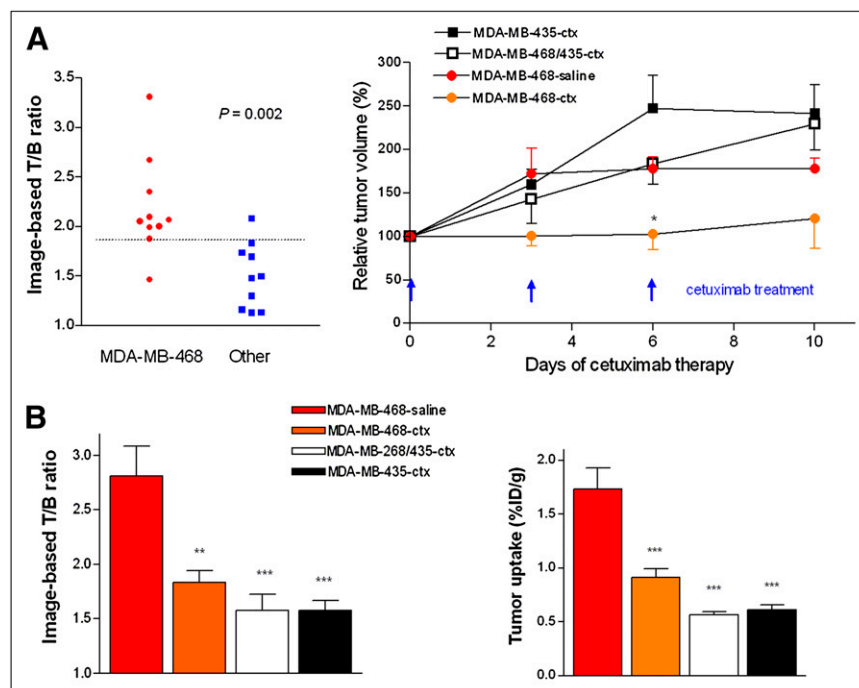 A
Image-based T/B ratio
3.5
3.0
2.5
2.0
1.5
1.0
P = 0.002
MDA-MB-468
Other
MDA-MB-435-ctx
MDA-MB-468/435-ctx
MDA-MB-468-saline
MDA-MB-468-ctx
Relative tumor volume (%)
300
250
200
150
100
50
0
*
cetuximab treatment
0
2
4
6
8
10
Days of cetuximab therapy
B
MDA-MB-468-saline
MDA-MB-468-ctx
MDA-MB-268/435-ctx
MDA-MB-435-ctx
Image-based T/B ratio
3.0
2.5
2.0
1.5
1.0
**
***
***
Tumor uptake (%ID/g)
2.0
1.5
1.0
0.5
0.0
***
***
***